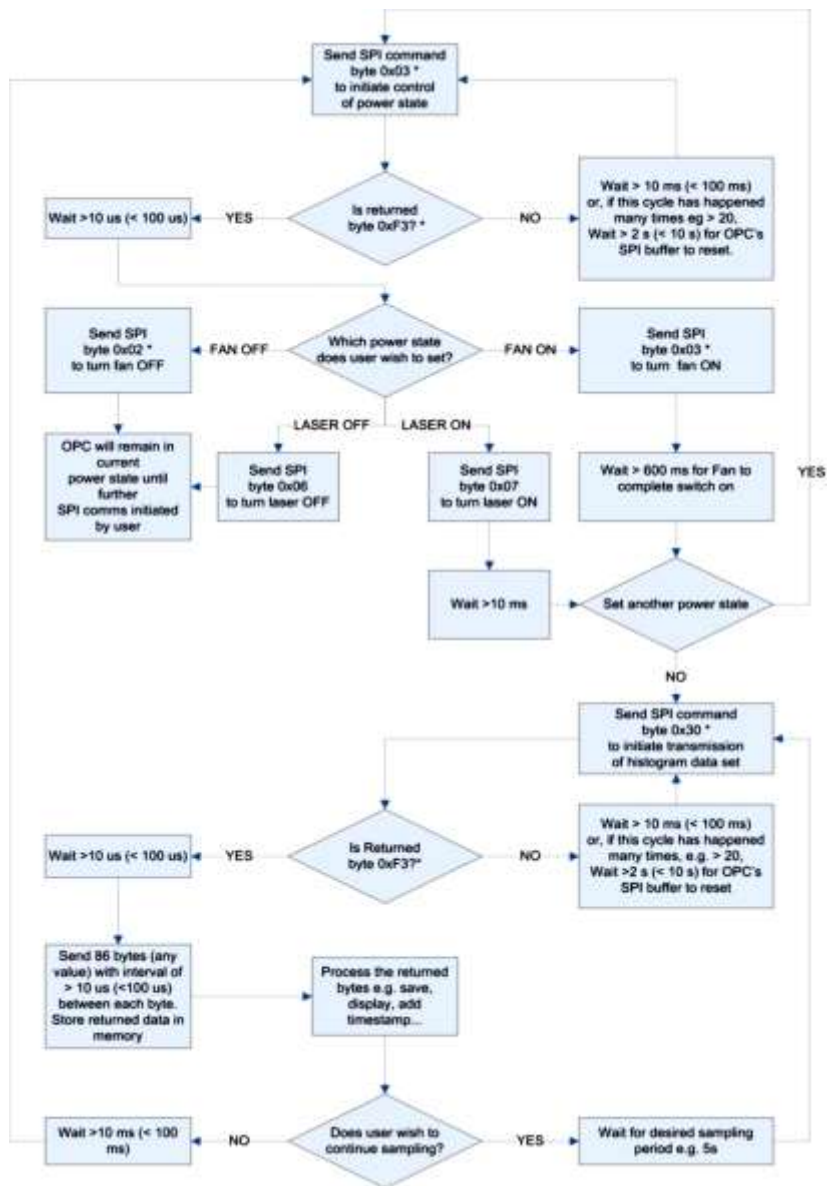 Send SPI command
byte 0x03 *
to initiate control
of power state
Wait >10 us (< 100 us)
YES
Is returned
byte 0xF3? *
NO
Wait > 10 ms (< 100 ms)
or, if this cycle has happened
many times eg > 20,
Wait > 2 s (< 10 s) for OPC's
SPI buffer to reset.
Send SPI
byte 0x02 *
to turn fan OFF
FAN OFF
Which power state
does user wish to set?
FAN ON
Send SPI
byte 0x03 *
to turn fan ON
LASER OFF
LASER ON
OPC will remain in
current
power state until
further
SPI comms initiated
by user
Send SPI
byte 0x06
to turn laser OFF
Send SPI
byte 0x07
to turn laser ON
Wait > 600 ms for Fan to
complete switch on
YES
Wait >10 ms
Set another power state
NO
Send SPI command
byte 0x30 *
to initiate transmission
of histogram data set
Wait >10 us (< 100 us)
YES
Is Returned
byte 0xF3?*
NO
Wait > 10 ms (< 100 ms)
or, if this cycle has happened
many times, e.g. > 20,
Wait >2 s (< 10 s) for OPC's
SPI buffer to reset
Send 86 bytes (any
value) with interval of
> 10 us (<100 us)
between each byte.
Store returned data in
memory
Process the returned
bytes e.g. save,
display, add
timestamp...
Wait >10 ms (< 100
ms)
NO
Does user wish to
continue sampling?
YES
Wait for desired sampling
period e.g. 5s